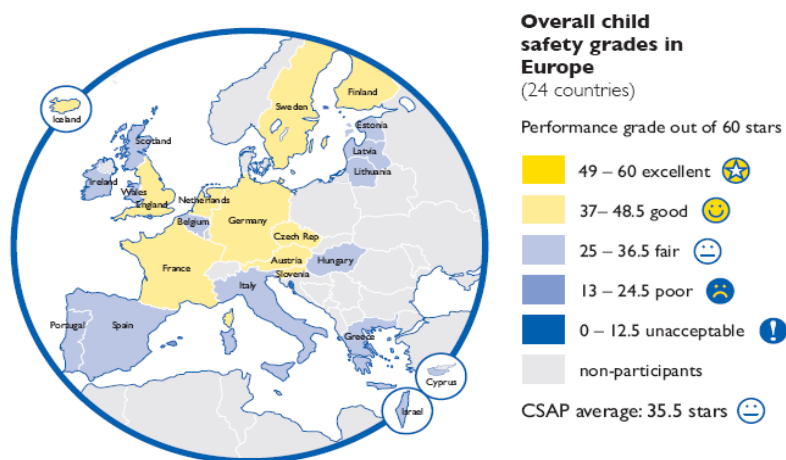 Overall child
safety grades in
Europe
(24 countries)
Performance grade out of 60 stars
49 – 60 excellent
37– 48.5 good
25 – 36.5 fair
13 – 24.5 poor
0 – 12.5 unacceptable
non-participants
CSAP average: 35.5 stars
Iceland
Finland
Sweden
Scotland
Estonia
Latvia
Lithuania
Ireland
Wales
England
Netherlands
Belgium
Germany
Czech Rep
France
Austria
Hungary
Slovenia
Italy
Portugal
Spain
Greece
Cyprus
Israel